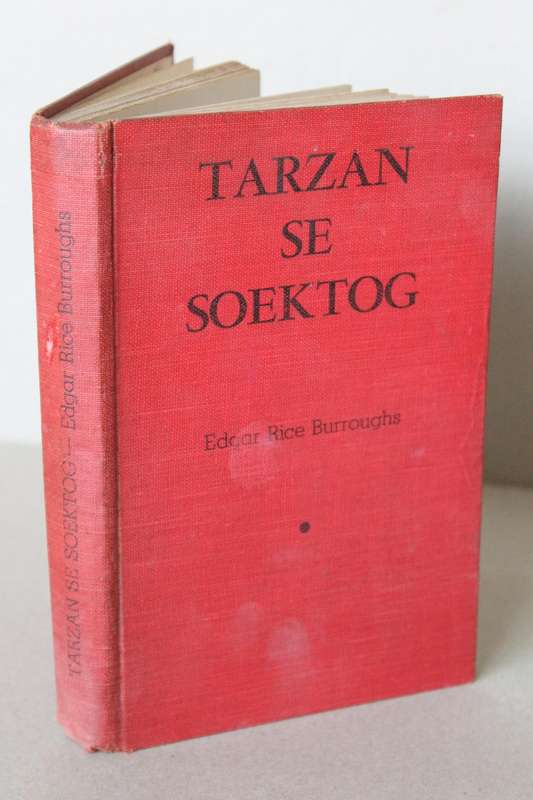 TARZAN
SE
SOEKTOG
Edgar Rice Burroughs
TARZAN SE SOEKTOG — Edgar Rice Burroughs